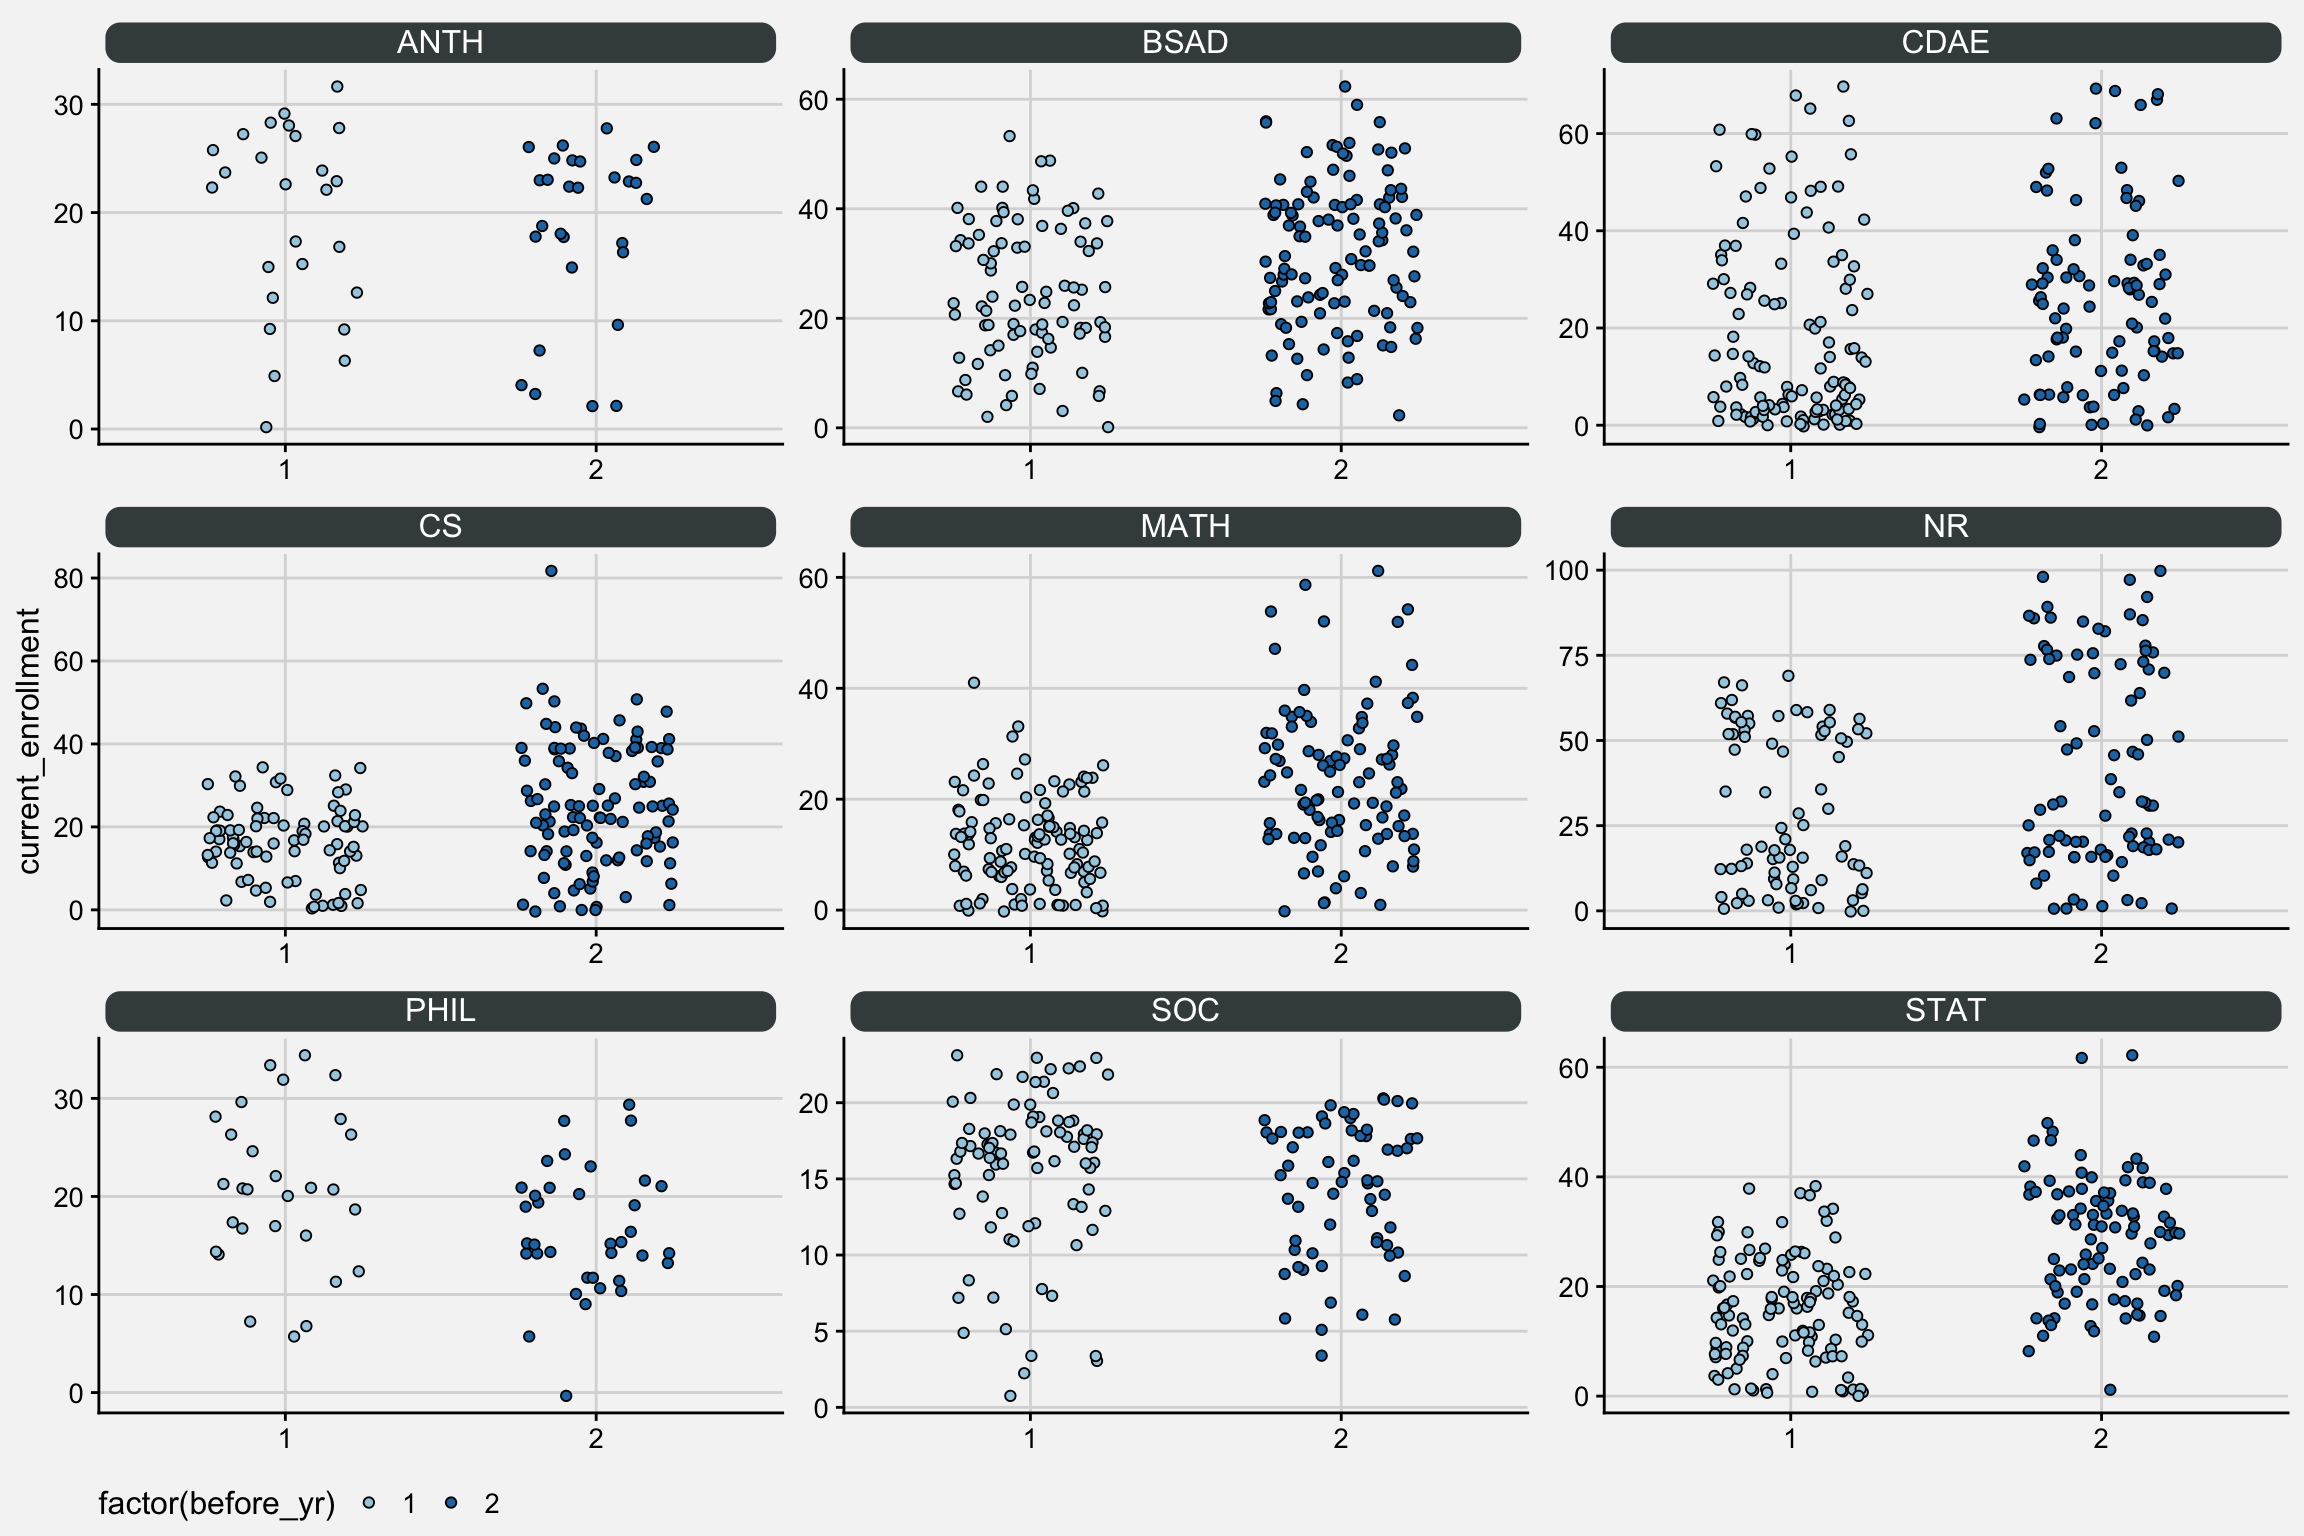 ANTH BSAD CDAE
30 60 60
20 40 40
10 20 20
0 0 0
1 2 1 2 1 2
CS MATH NR
80 60 100
60 40 75
40 20 50
20 0 25
0 0
1 2 1 2 1 2
current_enrollment
PHIL SOC STAT
30 20 60
20 15 40
10 10 20
0 5 0
0
1 2 1 2 1 2
factor(before_yr) 1 2